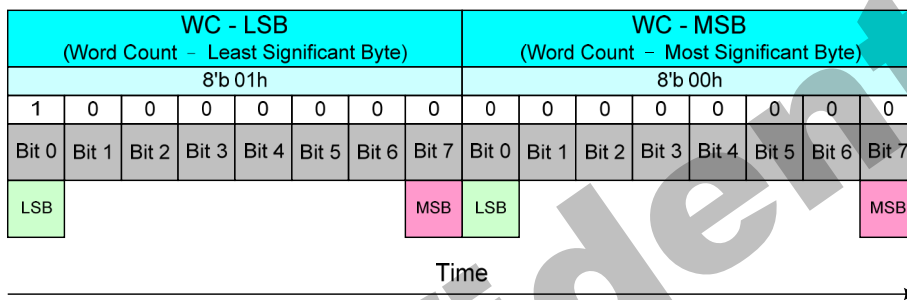 WC - LSB WC - MSB
(Word Count – Least Significant Byte) (Word Count – Most Significant Byte)
8'b 01h 8'b 00h
1 0 0 0 0 0 0 0 0 0 0 0 0 0 0 0
Bit 0 Bit 1 Bit 2 Bit 3 Bit 4 Bit 5 Bit 6 Bit 7 Bit 0 Bit 1 Bit 2 Bit 3 Bit 4 Bit 5 Bit 6 Bit 7
LSB MSB LSB MSB
Time